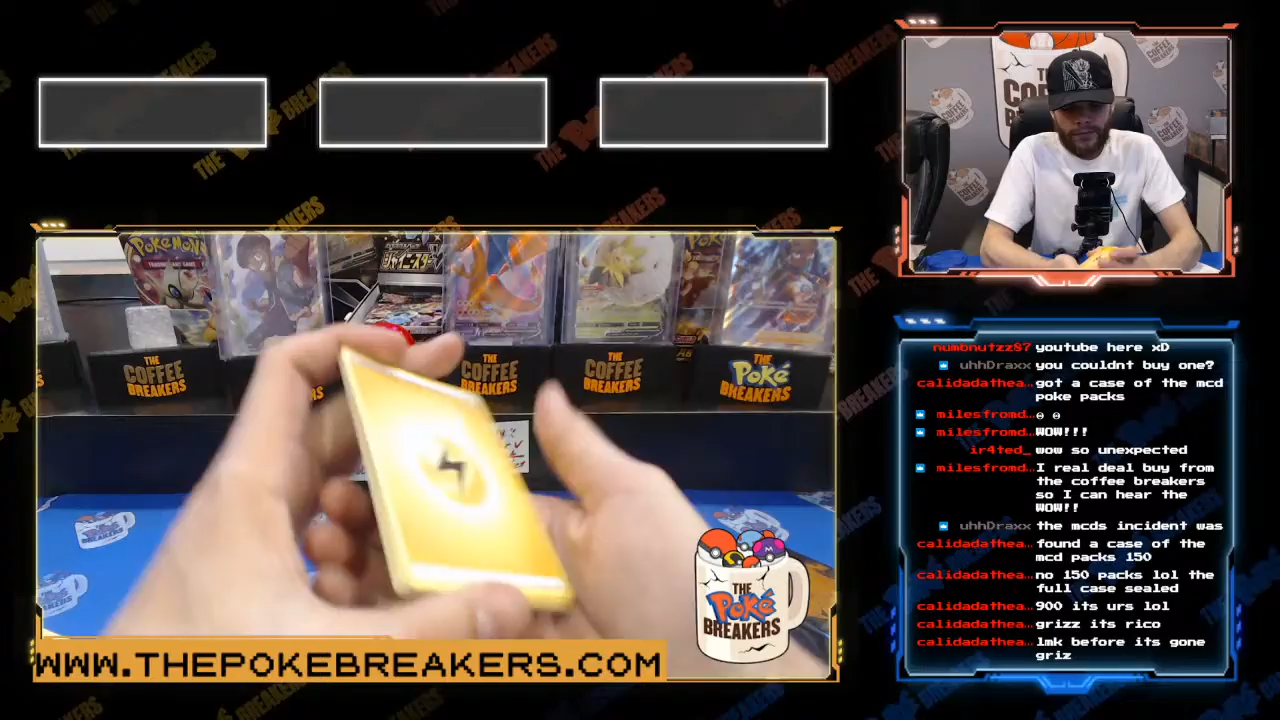 Pokémon
THE
COFFEE
BREAKERS
THE
COFFEE
BREAKERS
THE
COFFEE
BREAKERS
THE
Poké
BREAKERS
THE
Poké
BREAKERS
WWW.THEPOKEBREAKERS.COM
numbnutzz87 youtube here xD
uhhDraxx you couldnt buy one?
calidadathea... got a case of the mcd
poke packs
milesfromd... ⊙ ⊙
milesfromd... WOW!!!
ir4ted_ wow so unexpected
milesfromd... I real deal buy from
the coffee breakers
so I can hear the
WOW!!
uhhDraxx the mcds incident was
calidadathea... found a case of the
mcd packs 150
calidadathea... no 150 packs lol the
full case sealed
calidadathea... 900 its urs lol
calidadathea... grizz its rico
calidadathea... lmk before its gone
griz